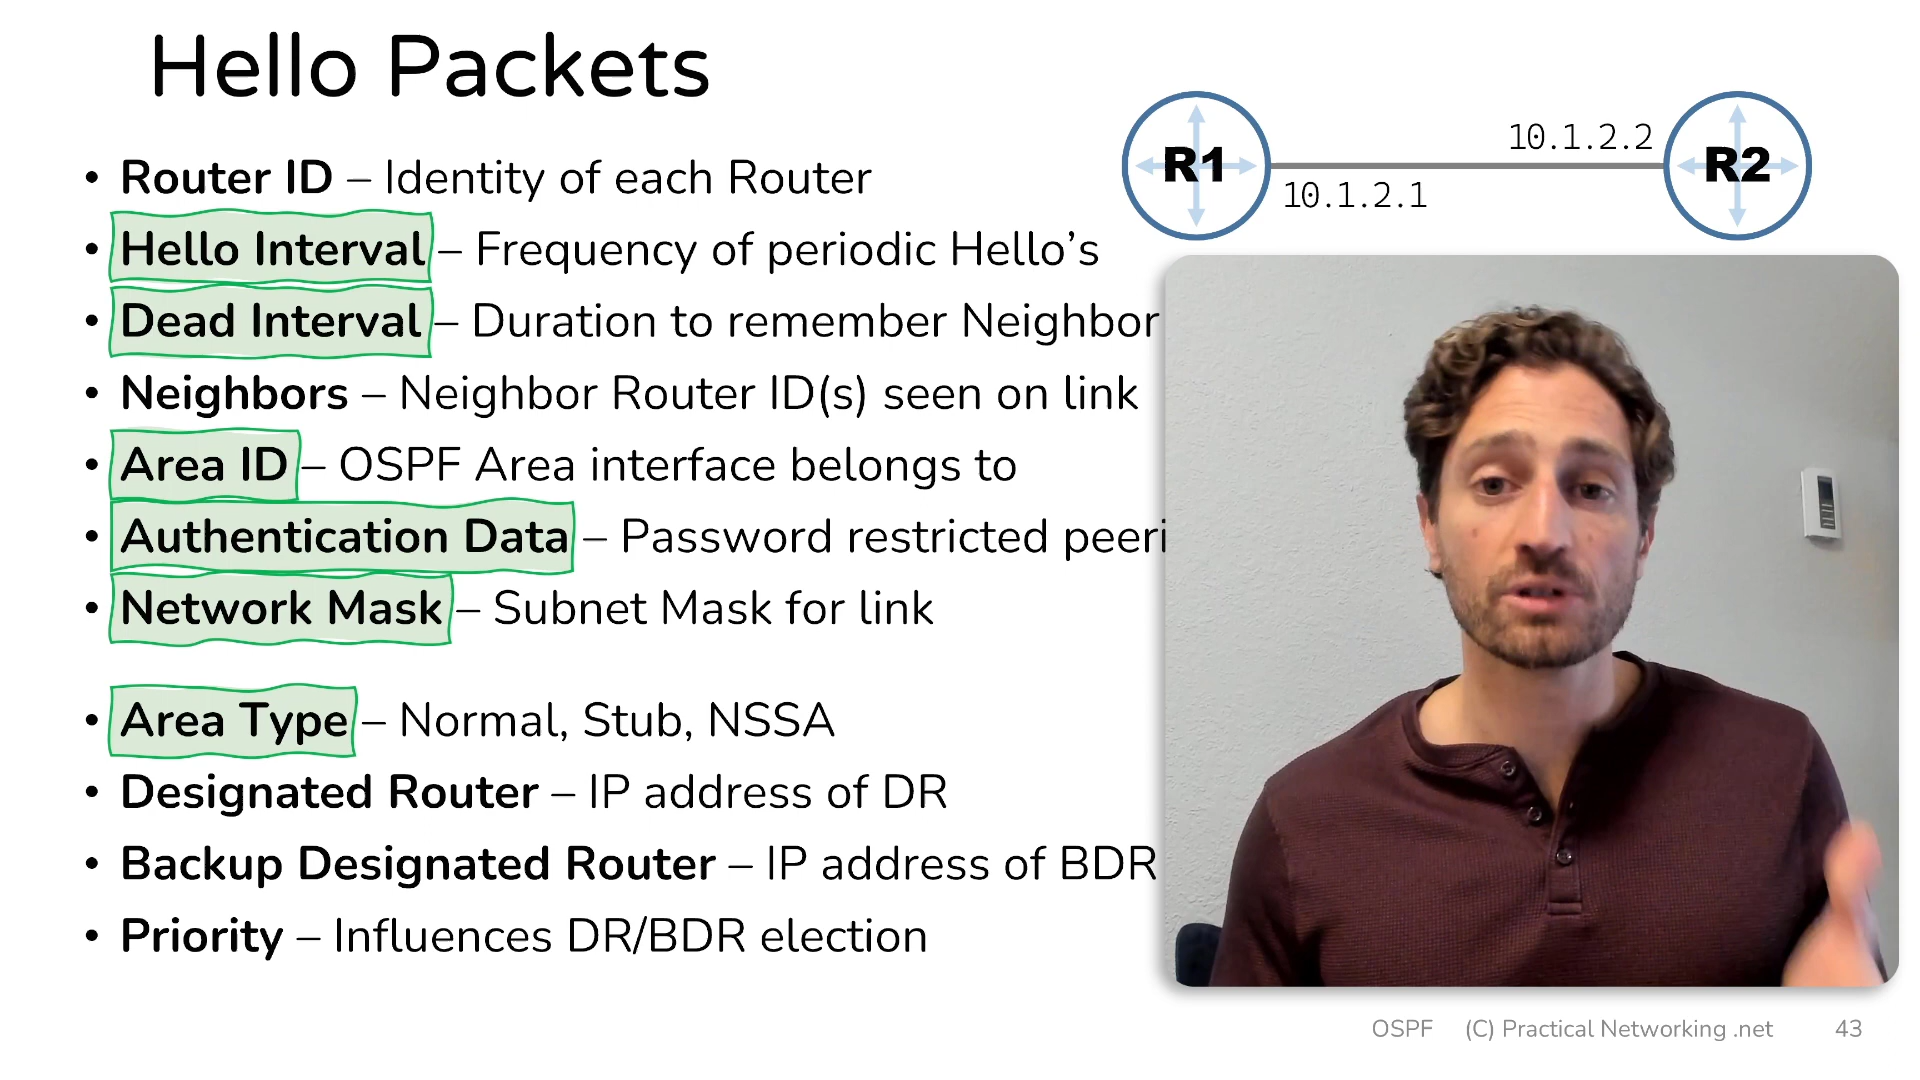 Hello Packets
• Router ID – Identity of each Router
• Hello Interval – Frequency of periodic Hello's
• Dead Interval – Duration to remember Neighbor
• Neighbors – Neighbor Router ID(s) seen on link
• Area ID – OSPF Area interface belongs to
• Authentication Data – Password restricted
• Network Mask – Subnet Mask for link
• Area Type – Normal, Stub, NSSA
• Designated Router – IP address of DR
• Backup Designated Router – IP address of BDR
• Priority – Influences DR/BDR election
R1
10.1.2.2
R2
10.1.2.1
OSPF (C) Practical Networking .net 43